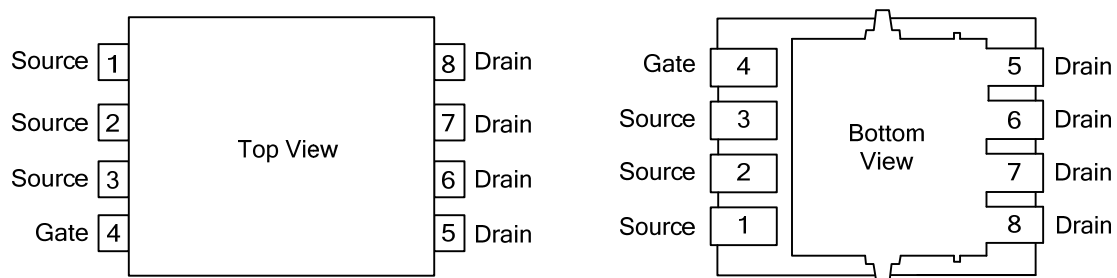 Source 1 8 Drain
Source 2 7 Drain
Source 3 6 Drain
Gate 4 5 Drain
Top View
Gate 4 5 Drain
Source 3 6 Drain
Source 2 7 Drain
Source 1 8 Drain
Bottom
View